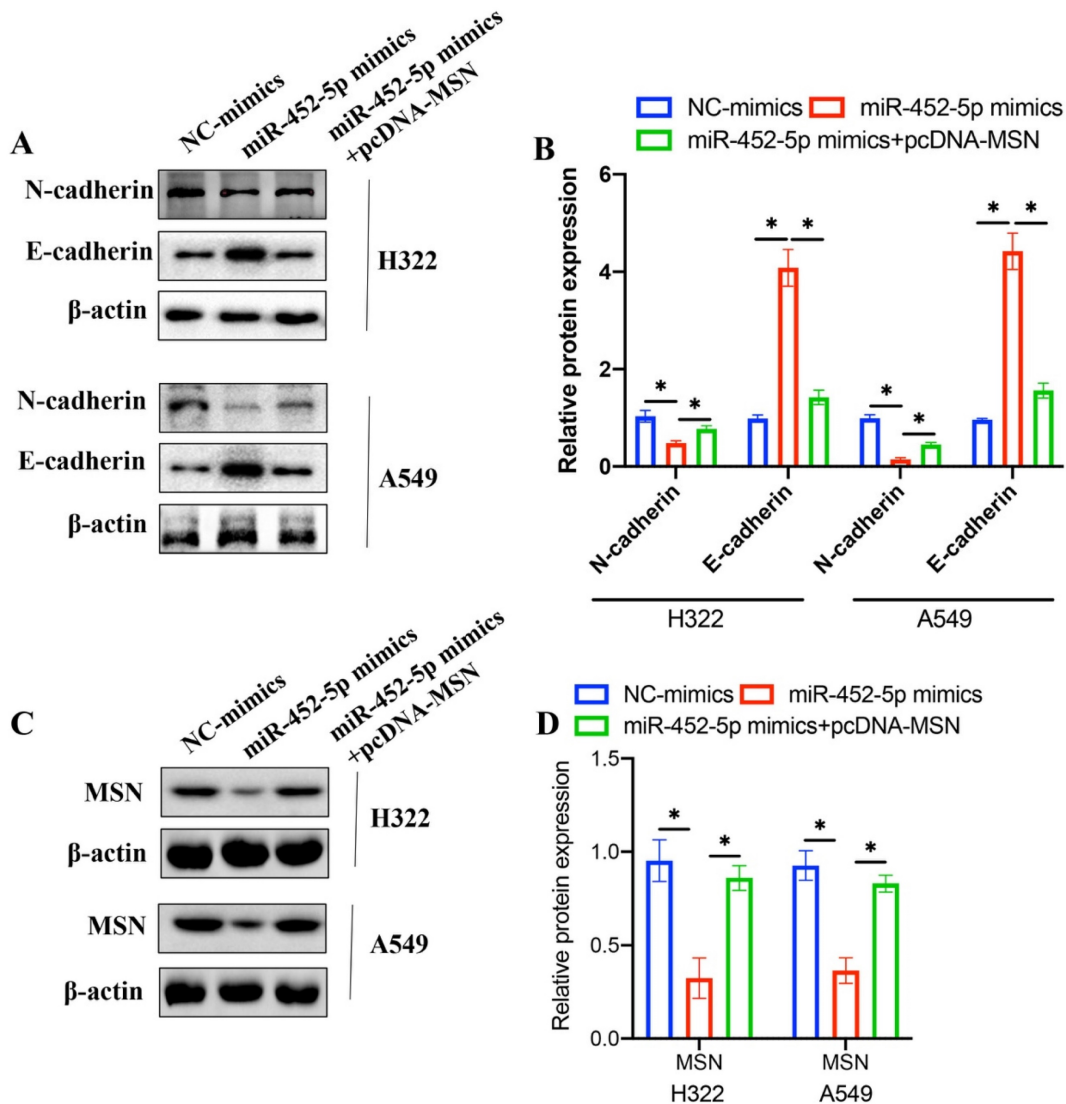 A
NC-mimics
miR-452-5p mimics
miR-452-5p mimics
+pcDNA-MSN
N-cadherin
E-cadherin
β-actin
H322
N-cadherin
E-cadherin
β-actin
A549
B
NC-mimics
miR-452-5p mimics
miR-452-5p mimics+pcDNA-MSN
Relative protein expression
6
4
2
0
* * * * * * * *
N-cadherin
E-cadherin
N-cadherin
E-cadherin
H322
A549
C
NC-mimics
miR-452-5p mimics
miR-452-5p mimics
+pcDNA-MSN
MSN
β-actin
H322
MSN
β-actin
A549
D
NC-mimics
miR-452-5p mimics
miR-452-5p mimics+pcDNA-MSN
Relative protein expression
1.5
1.0
0.5
0.0
* * * *
MSN
MSN
H322
A549